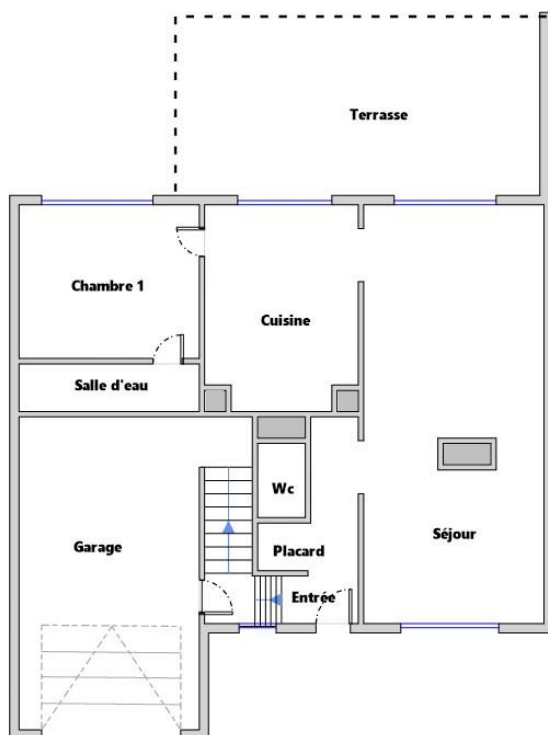 Terrasse
Chambre 1
Cuisine
Salle d'eau
Wc
Garage
Séjour
Placard
Entrée